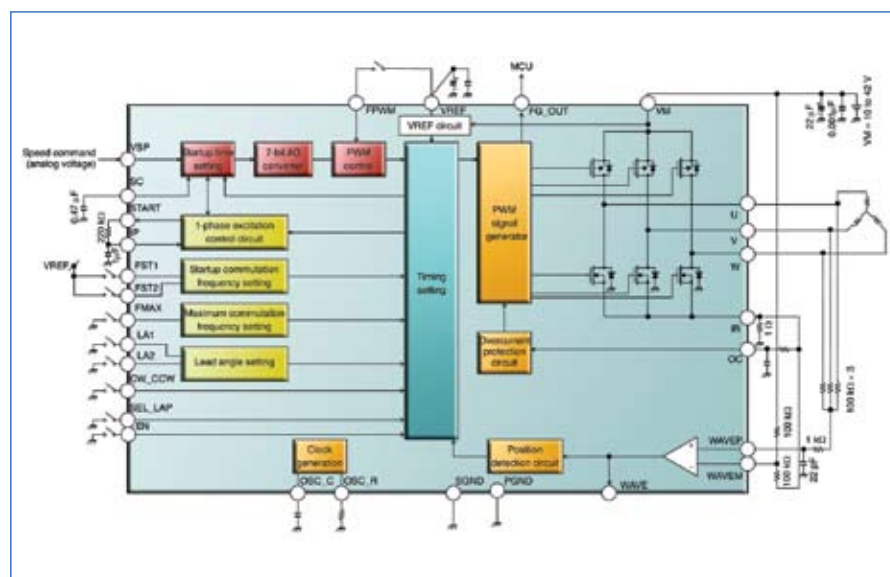 MCU
FPWM
VREF
FG_OUT
VM
22 µF
0.001µF
VM = 10 to 42 V
VREF circuit
Speed command
(analog voltage)
VSP
Startup time
setting
7-bit AD
converter
PWM
control
SC
0.47 µF
START
220 kΩ
IP
1-phase excitation
control circuit
PWM
signal
generator
U
V
W
VREF
FST1
FST2
Startup commutation
frequency setting
Timing
setting
FMAX
Maximum commutation
frequency setting
IR
1 Ω
LA1
LA2
Lead angle setting
Overcurrent
protection
circuit
OC
100 kΩ × 3
CW_CCW
SEL_LAP
EN
100 kΩ
1 kΩ
WAVEP
WAVEM
100 kΩ
22 pF
Clock
generation
Position
detection circuit
OSC_C
OSC_R
SGND
PGND
WAVE